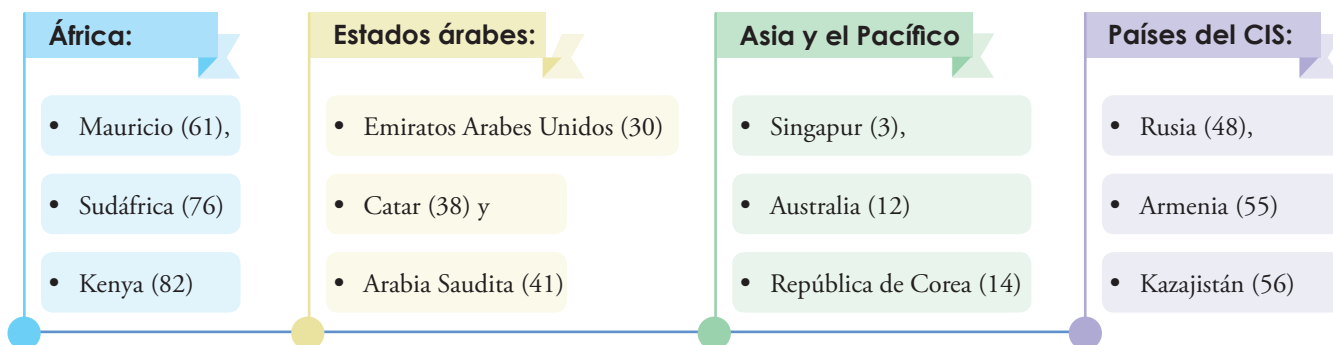 África:
• Mauricio (61),
• Sudáfrica (76)
• Kenya (82)
Estados árabes:
• Emiratos Arabes Unidos (30)
• Catar (38) y
• Arabia Saudita (41)
Asia y el Pacífico
• Singapur (3),
• Australia (12)
• República de Corea (14)
Países del CIS:
• Rusia (48),
• Armenia (55)
• Kazajistán (56)